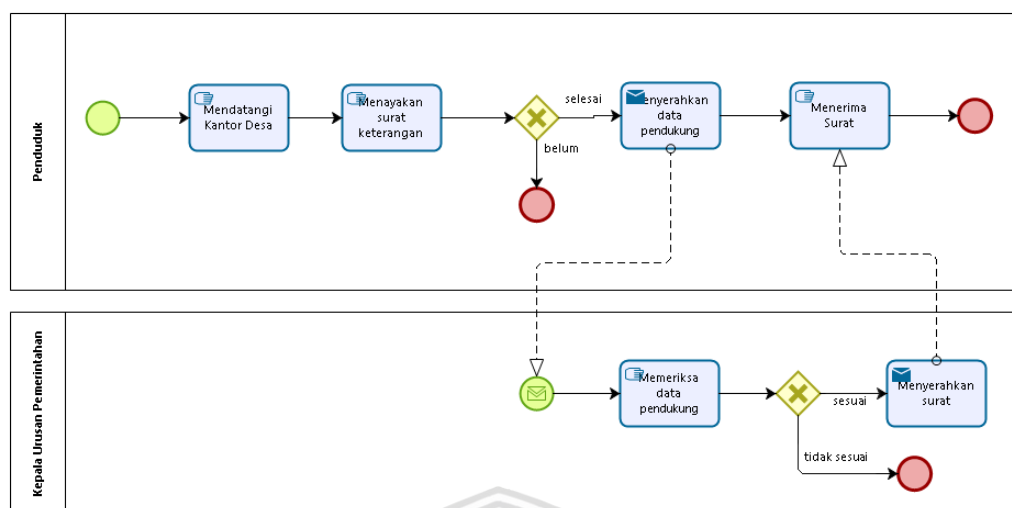 Penduduk
Mendatangi
Kantor Desa
Menayakan
surat
keterangan
selesai
belum
Menyerahkan
data
pendukung
Menerima
Surat
Kepala Urusan Pemerintahan
Memeriksa
data
pendukung
sesuai
tidak sesuai
Menyerahkan
surat